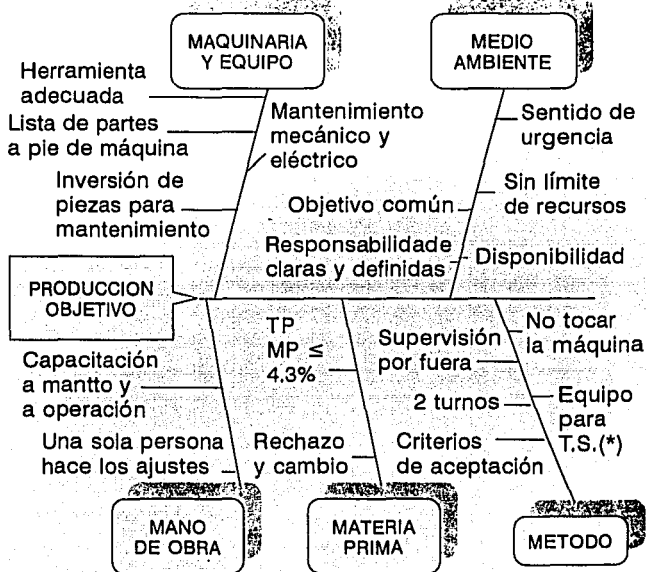 MAQUINARIA
Y EQUIPO
MEDIO
AMBIENTE
Herramienta
adecuada
Lista de partes
a pie de máquina
Inversión de
piezas para
mantenimiento
Mantenimiento
mecánico y
eléctrico
Objetivo común
Responsabilidade
claras y definidas
Sentido de
urgencia
Sin límite
de recursos
Disponibilidad
PRODUCCION
OBJETIVO
Capacitación
a mantto y
a operación
Una sola persona
hace los ajustes
TP
MP ≤
4.3%
Rechazo
y cambio
Supervisión
por fuera
2 turnos
Criterios
de aceptación
No tocar
la máquina
Equipo
para
T.S.(*)
MANO
DE OBRA
MATERIA
PRIMA
METODO